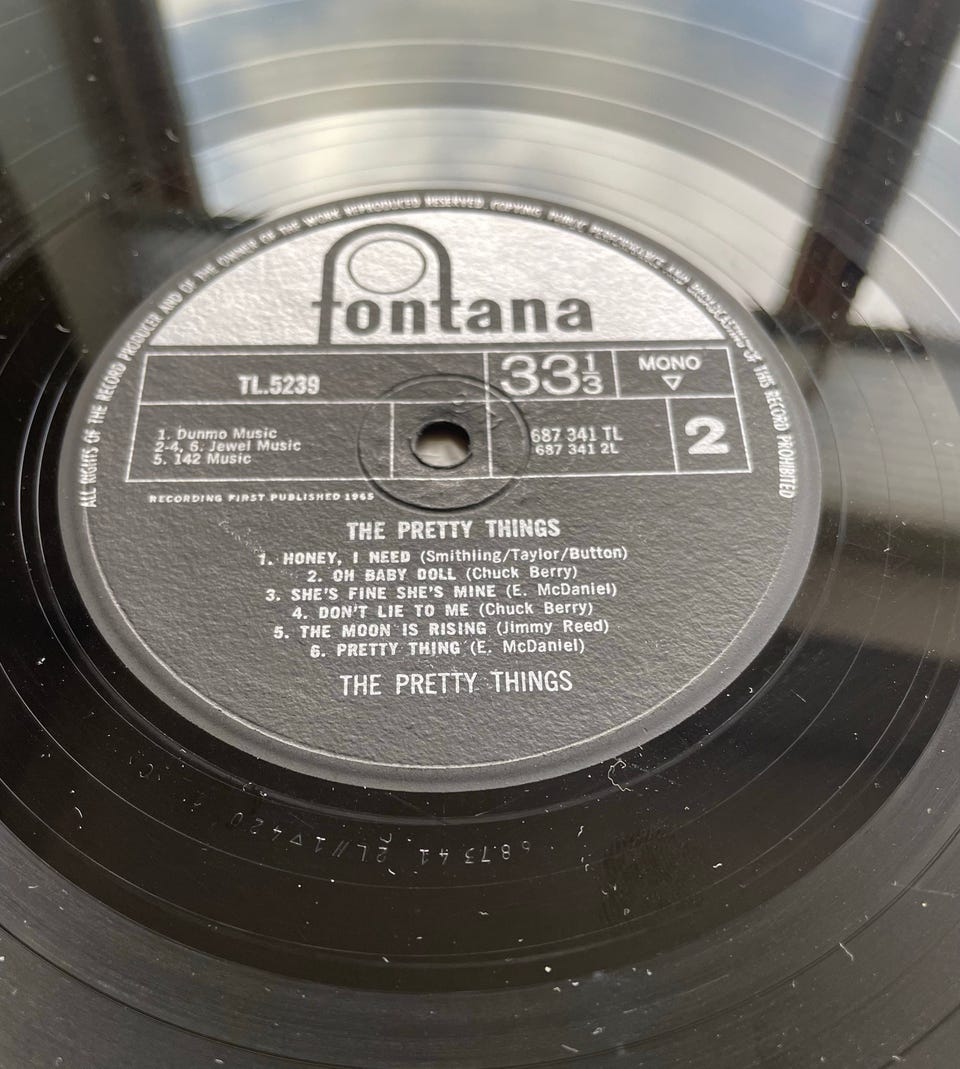 ALL RIGHTS OF THE RECORD PRODUCER AND OF THE OWNER OF THE WORK REPRODUCED RESERVED. COPYING PUBLIC PERFORMANCE AND BROADCASTING OF THIS RECORD PROHIBITED
fontana
TL.5239
33⅓
MONO
1. Dunmo Music
2-4, 6. Jewel Music
5. 142 Music
687 341 TL
687 341 2L
2
RECORDING FIRST PUBLISHED 1965
THE PRETTY THINGS
1. HONEY, I NEED (Smithling/Taylor/Button)
2. OH BABY DOLL (Chuck Berry)
3. SHE'S FINE SHE'S MINE (E. McDaniel)
4. DON'T LIE TO ME (Chuck Berry)
5. THE MOON IS RISING (Jimmy Reed)
6. PRETTY THING (E. McDaniel)
THE PRETTY THINGS
420